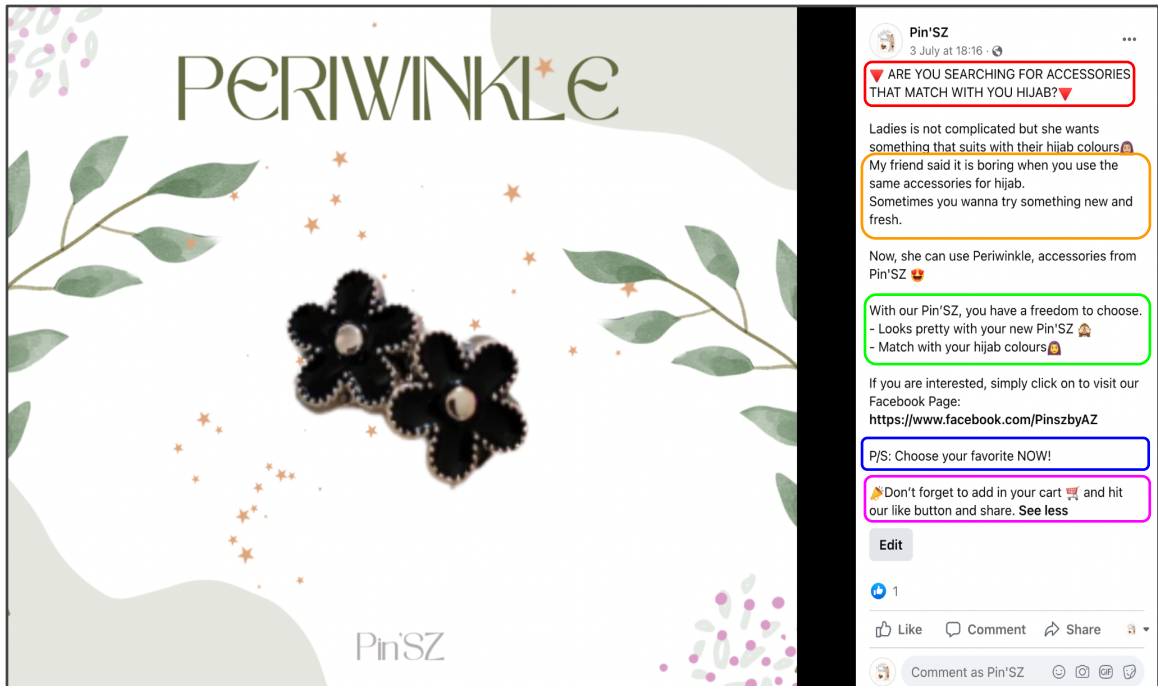 PERIWINKLE
Pin'SZ
Pin'SZ
3 July at 18:16 ·
🔻 ARE YOU SEARCHING FOR ACCESSORIES
THAT MATCH WITH YOU HIJAB?🔻
Ladies is not complicated but she wants
something that suits with their hijab colours🧕🏽
My friend said it is boring when you use the
same accessories for hijab.
Sometimes you wanna try something new and
fresh.
Now, she can use Periwinkle, accessories from
Pin'SZ 😍
With our Pin'SZ, you have a freedom to choose.
- Looks pretty with your new Pin'SZ 🙈
- Match with your hijab colours🧕
If you are interested, simply click on to visit our
Facebook Page:
https://www.facebook.com/PinszbyAZ
P/S: Choose your favorite NOW!
🎉Don't forget to add in your cart 🛒 and hit
our like button and share. See less
Edit
1
Like Comment Share
Comment as Pin'SZ GIF